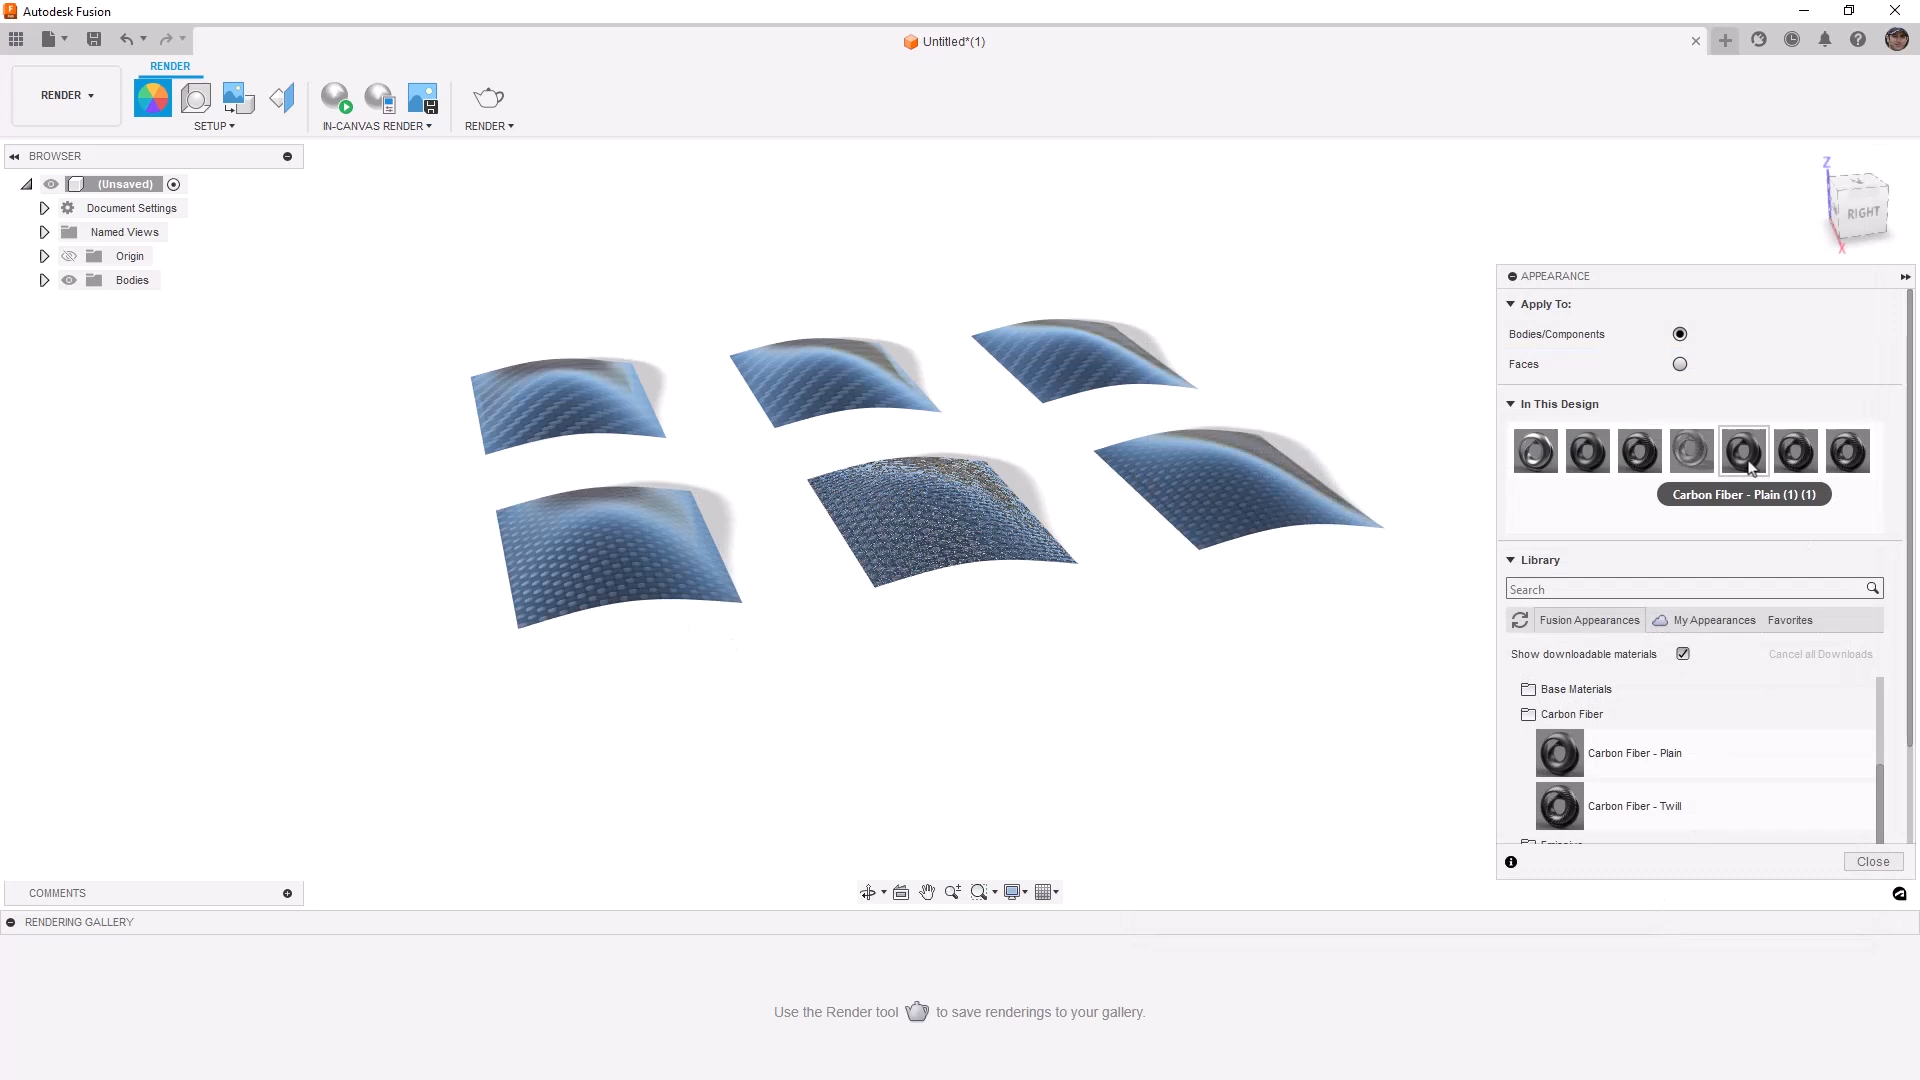 Autodesk Fusion
Untitled*(1)
RENDER
RENDER
SETUP
IN-CANVAS RENDER
RENDER
BROWSER
(Unsaved)
Document Settings
Named Views
Origin
Bodies
Z
RIGHT
X
APPEARANCE
Apply To:
Bodies/Components
Faces
In This Design
Carbon Fiber - Plain (1) (1)
Library
Search
Fusion Appearances
My Appearances
Favorites
Show downloadable materials
Cancel all Downloads
Base Materials
Carbon Fiber
Carbon Fiber - Plain
Carbon Fiber - Twill
Close
COMMENTS
RENDERING GALLERY
Use the Render tool to save renderings to your gallery.